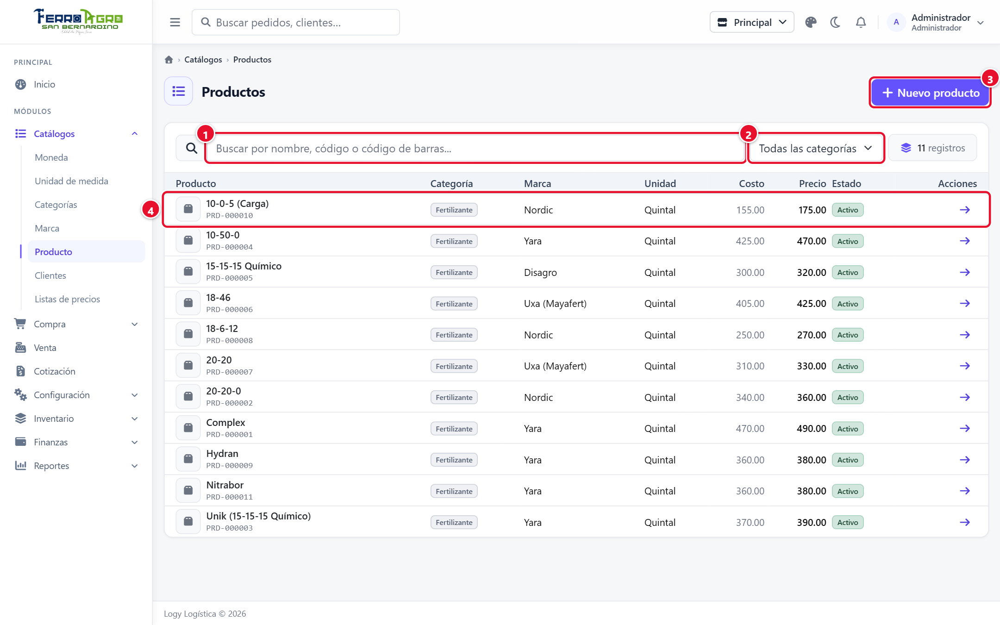 FERRO AGRO
SAN BERNARDINO
Buscar pedidos, clientes...
Principal
A
Administrador
Administrador
PRINCIPAL
Inicio
MÓDULOS
Catálogos
Moneda
Unidad de medida
Categorías
Marca
Producto
Clientes
Listas de precios
Compra
Venta
Cotización
Configuración
Inventario
Finanzas
Reportes
Catálogos › Productos
Productos
3
+ Nuevo producto
1
Buscar por nombre, código o código de barras...
2
Todas las categorías
11 registros
Producto Categoría Marca Unidad Costo Precio Estado Acciones
4
10-0-5 (Carga)
PRD-000010
Fertilizante Nordic Quintal 155.00 175.00 Activo
10-50-0
PRD-000004
Fertilizante Yara Quintal 425.00 470.00 Activo
15-15-15 Químico
PRD-000005
Fertilizante Disagro Quintal 300.00 320.00 Activo
18-46
PRD-000006
Fertilizante Uxa (Mayafert) Quintal 405.00 425.00 Activo
18-6-12
PRD-000008
Fertilizante Nordic Quintal 250.00 270.00 Activo
20-20
PRD-000007
Fertilizante Uxa (Mayafert) Quintal 310.00 330.00 Activo
20-20-0
PRD-000002
Fertilizante Nordic Quintal 340.00 360.00 Activo
Complex
PRD-000001
Fertilizante Yara Quintal 470.00 490.00 Activo
Hydran
PRD-000009
Fertilizante Yara Quintal 360.00 380.00 Activo
Nitrabor
PRD-000011
Fertilizante Yara Quintal 360.00 380.00 Activo
Unik (15-15-15 Químico)
PRD-000003
Fertilizante Yara Quintal 370.00 390.00 Activo
Logy Logística © 2026